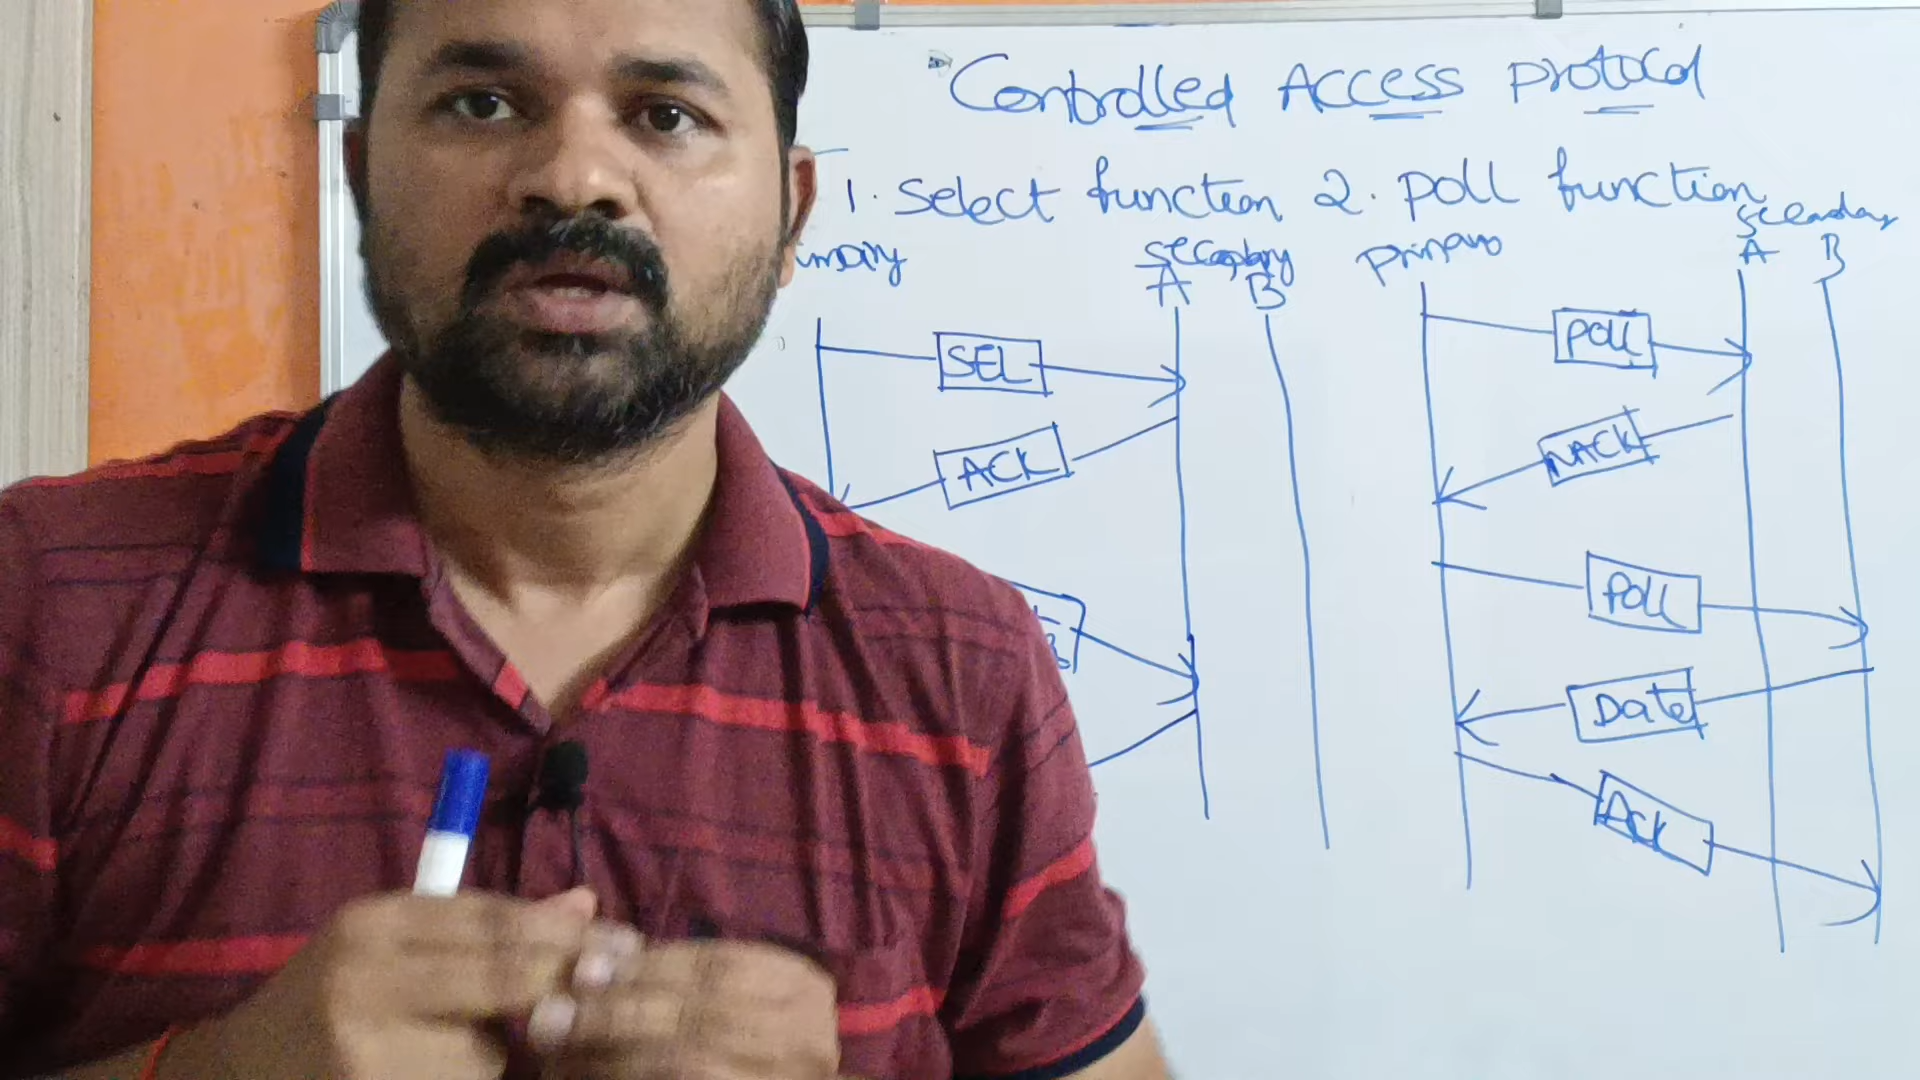 Controlled Access Protocol
1. Select function 2. Poll function
secondary
A B
secondary
primary
A B
SEL
POLL
ACK
NACK
Poll
Data
Ack